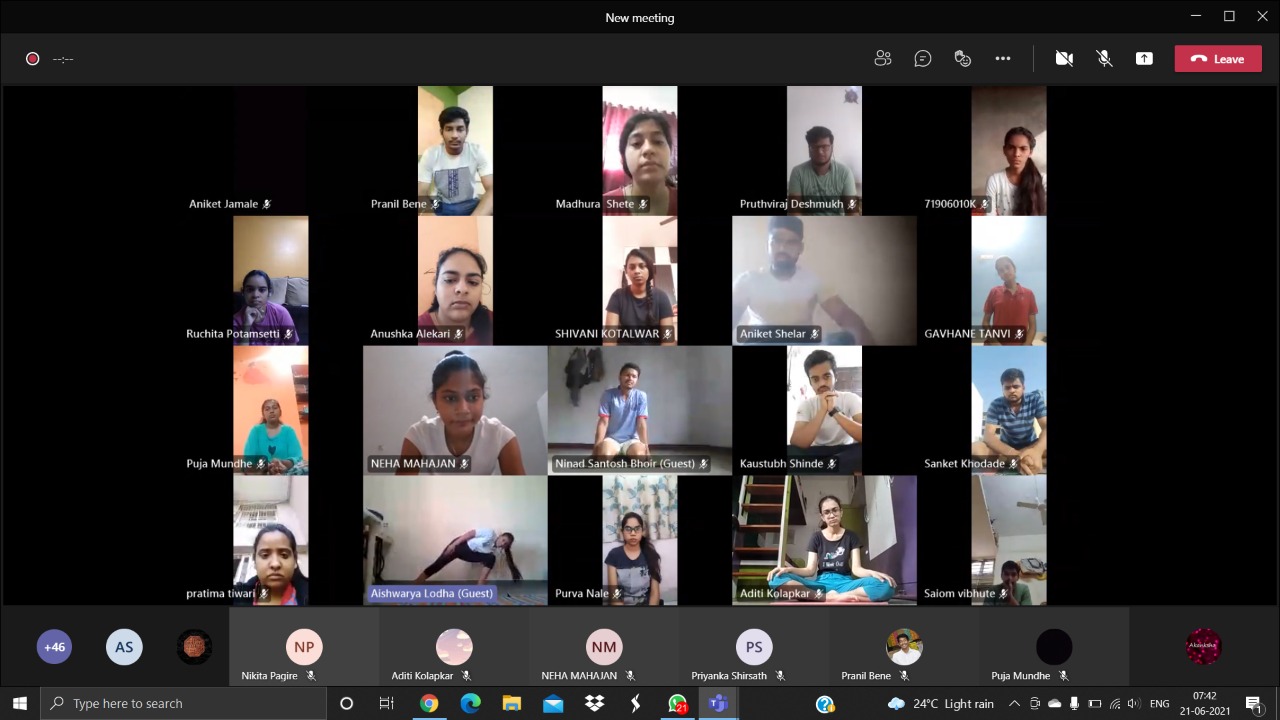 New meeting
--:--
Leave
Aniket Jamale
Pranil Bene
Madhura Shete
Pruthviraj Deshmukh
71906010K
Ruchita Potamsetti
Anushka Alekari
SHIVANI KOTALWAR
Aniket Shelar
GAVHANE TANVI
Puja Mundhe
NEHA MAHAJAN
Ninad Santosh Bhoir (Guest)
Kaustubh Shinde
Sanket Khodade
pratima tiwari
Aishwarya Lodha (Guest)
Purva Nale
Aditi Kolapkar
Saiom vibhute
+46
AS
NP
Nikita Pagire
Aditi Kolapkar
NM
NEHA MAHAJAN
PS
Priyanka Shirsath
Pranil Bene
Puja Mundhe
Type here to search
21
24°C Light rain
ENG
07:42
21-06-2021
1